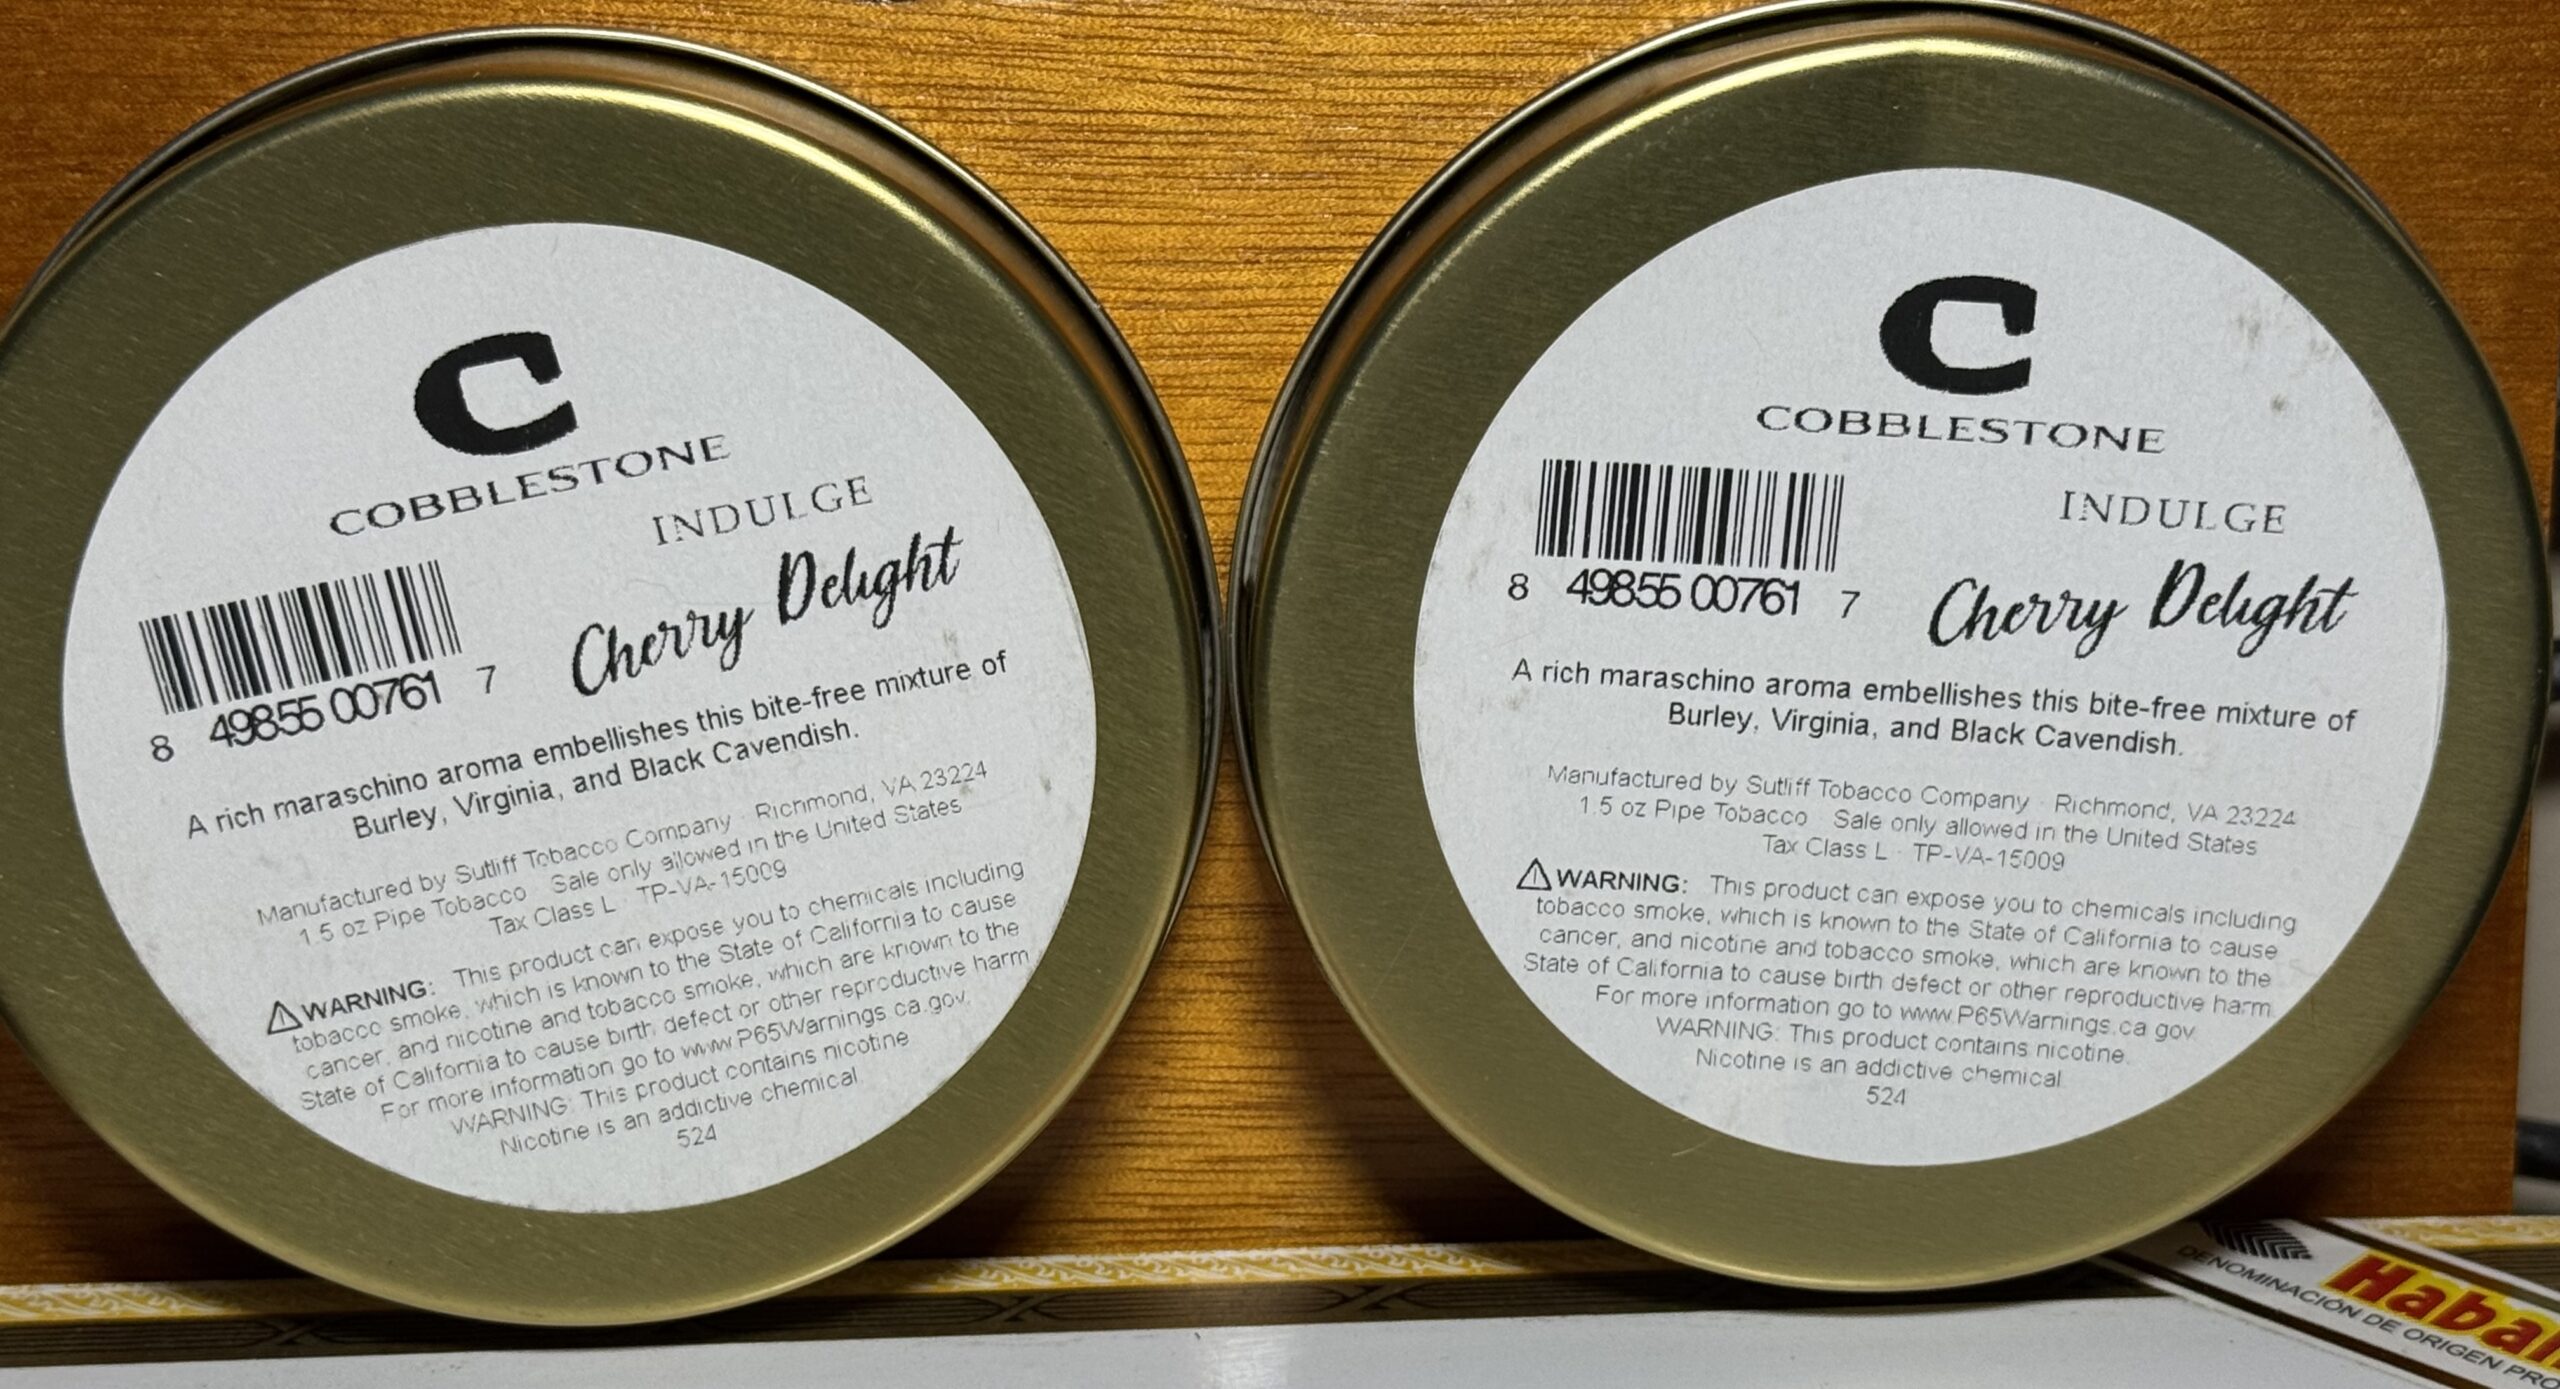 C
COBBLESTONE
INDULGE
Cherry Delight
8 49855 00761 7
A rich maraschino aroma embellishes this bite-free mixture of
Burley, Virginia, and Black Cavendish.
Manufactured by Sutliff Tobacco Company · Richmond, VA 23224
1.5 oz Pipe Tobacco · Sale only allowed in the United States
Tax Class L · TP-VA-15009
⚠WARNING: This product can expose you to chemicals including
tobacco smoke, which is known to the State of California to cause
cancer, and nicotine and tobacco smoke, which are known to the
State of California to cause birth defect or other reproductive harm.
For more information go to www.P65Warnings.ca.gov.
WARNING: This product contains nicotine
Nicotine is an addictive chemical
524
C
COBBLESTONE
INDULGE
Cherry Delight
8 49855 00761 7
A rich maraschino aroma embellishes this bite-free mixture of
Burley, Virginia, and Black Cavendish.
Manufactured by Sutliff Tobacco Company · Richmond, VA 23224
1.5 oz Pipe Tobacco · Sale only allowed in the United States
Tax Class L · TP-VA-15009
⚠WARNING: This product can expose you to chemicals including
tobacco smoke, which is known to the State of California to cause
cancer, and nicotine and tobacco smoke, which are known to the
State of California to cause birth defect or other reproductive harm.
For more information go to www.P65Warnings.ca.gov
WARNING: This product contains nicotine.
Nicotine is an addictive chemical
524
Haban
DENOMINACIÓN DE ORIGEN PRO